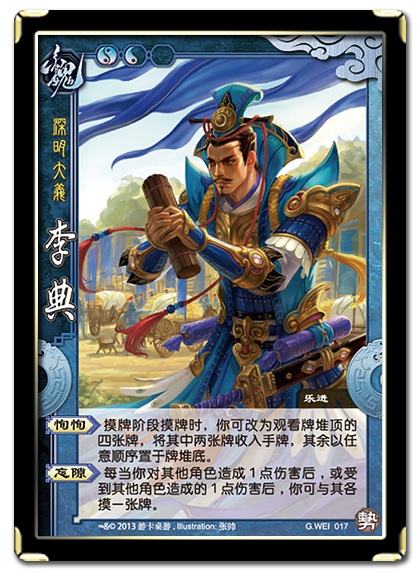 魏
深明大義
李典
乐进
恂恂
摸牌阶段摸牌时，你可改为观看牌堆顶的
四张牌，将其中两张牌收入手牌，其余以任
意顺序置于牌堆底。
忘隙
每当你对其他角色造成1点伤害后，或受
到其他角色造成的1点伤害后，你可与其各
摸一张牌。
™&© 2013 游卡桌游 . Illustration: 张帅
G.WEI 017
势